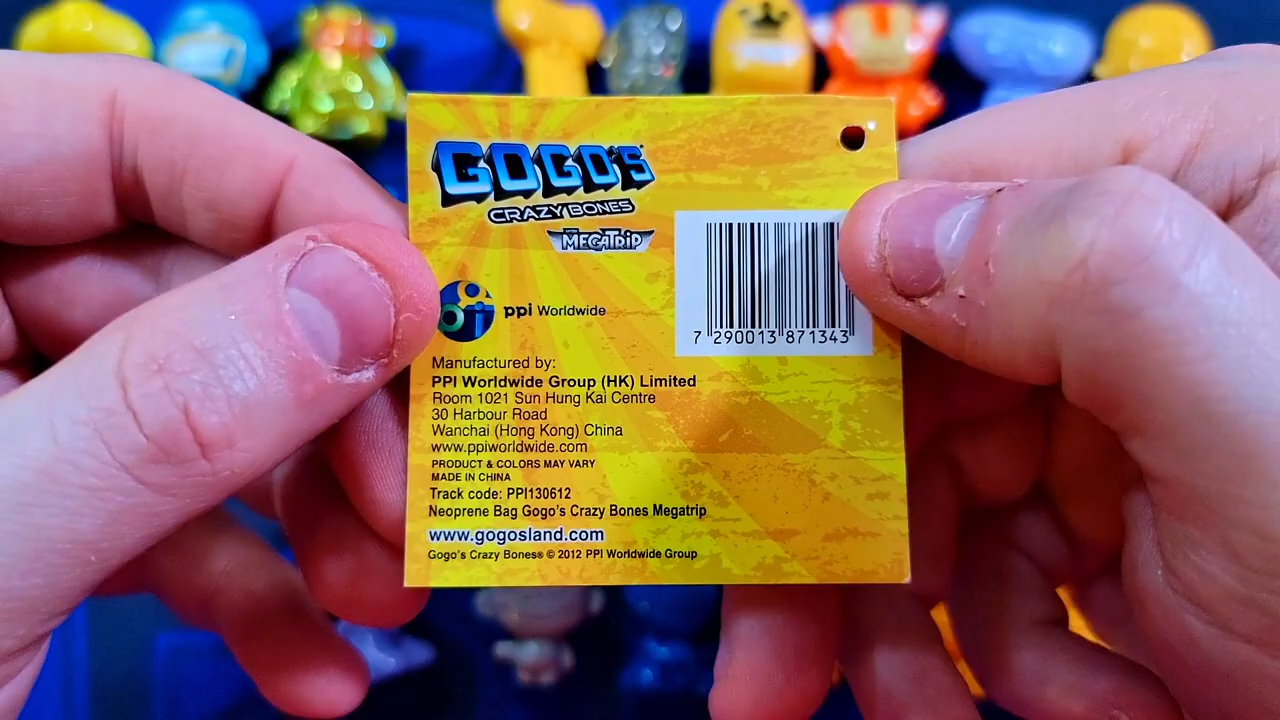 GOGO'S
CRAZY BONES
MEGATRIP
ppi Worldwide
7 290013 871343
Manufactured by:
PPI Worldwide Group (HK) Limited
Room 1021 Sun Hung Kai Centre
30 Harbour Road
Wanchai (Hong Kong) China
www.ppiworldwide.com
PRODUCT & COLORS MAY VARY
MADE IN CHINA
Track code: PPI130612
Neoprene Bag Gogo's Crazy Bones Megatrip
www.gogosland.com
Gogo's Crazy Bones® © 2012 PPI Worldwide Group